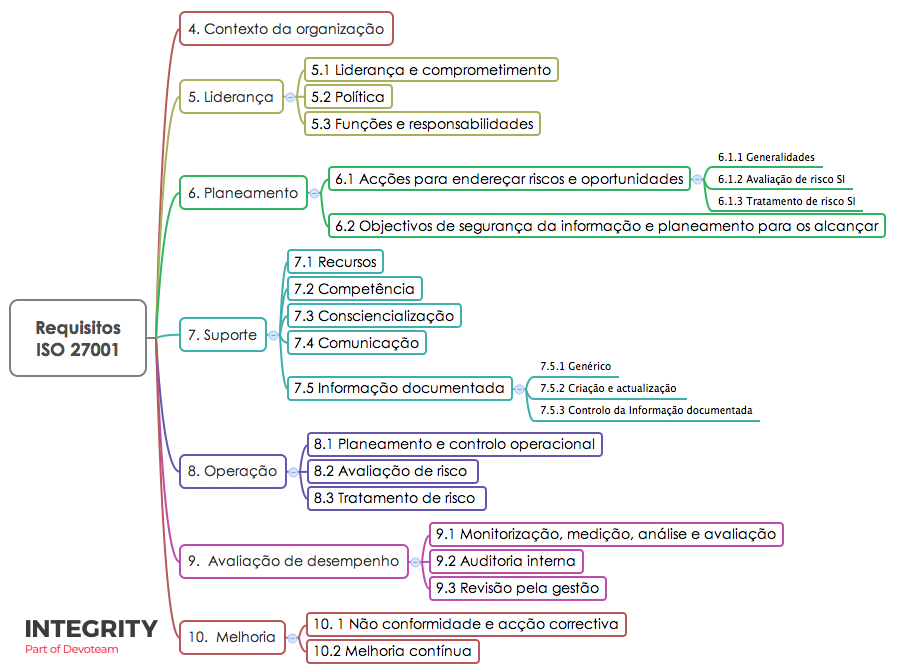 4. Contexto da organização
5. Liderança
5.1 Liderança e comprometimento
5.2 Política
5.3 Funções e responsabilidades
6. Planeamento
6.1 Acções para endereçar riscos e oportunidades
6.1.1 Generalidades
6.1.2 Avaliação de risco SI
6.1.3 Tratamento de risco SI
6.2 Objectivos de segurança da informação e planeamento para os alcançar
Requisitos
ISO 27001
7. Suporte
7.1 Recursos
7.2 Competência
7.3 Consciencialização
7.4 Comunicação
7.5 Informação documentada
7.5.1 Genérico
7.5.2 Criação e actualização
7.5.3 Controlo da Informação documentada
8. Operação
8.1 Planeamento e controlo operacional
8.2 Avaliação de risco
8.3 Tratamento de risco
9.  Avaliação de desempenho
9.1 Monitorização, medição, análise e avaliação
9.2 Auditoria interna
9.3 Revisão pela gestão
10.  Melhoria
10. 1 Não conformidade e acção correctiva
10.2 Melhoria contínua
INTEGRITY
Part of Devoteam